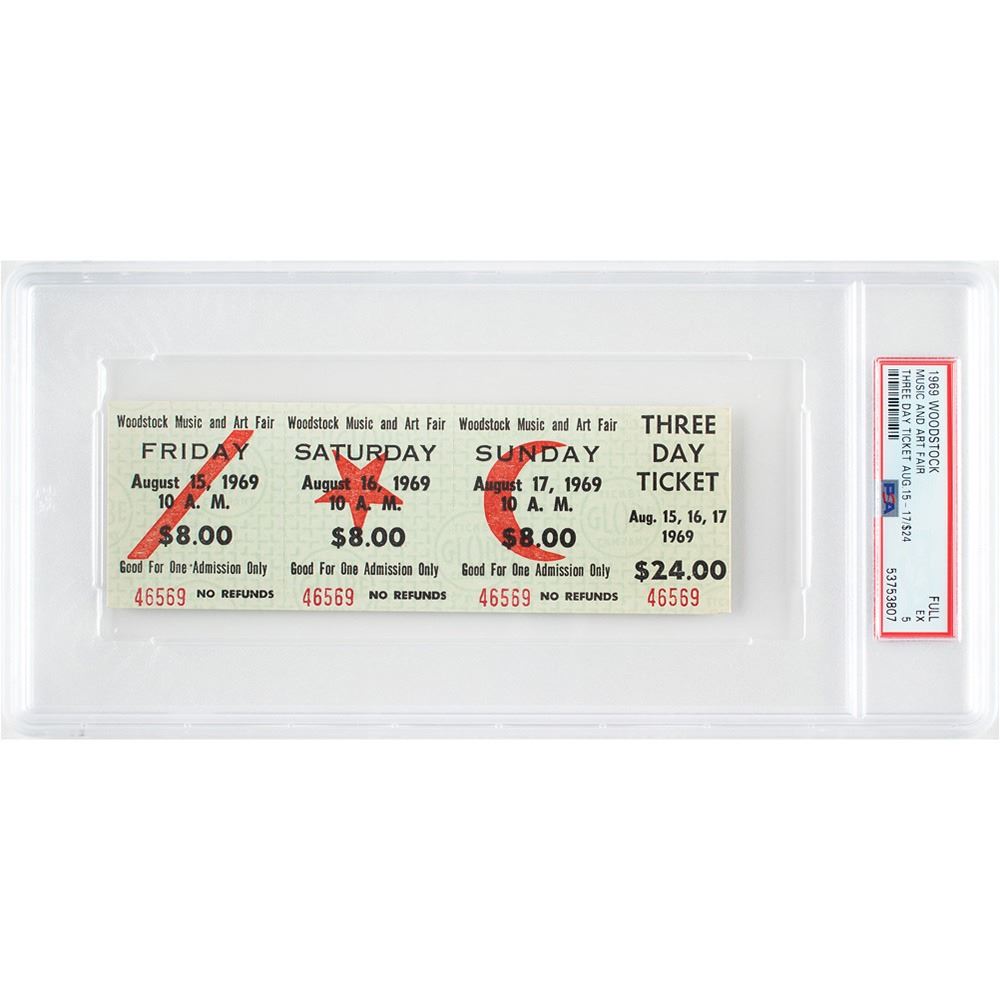 Woodstock Music and Art Fair
FRIDAY
August 15, 1969
10 A. M.
$8.00
Good For One Admission Only
46569 NO REFUNDS
Woodstock Music and Art Fair
SATURDAY
August 16, 1969
10 A. M.
$8.00
Good For One Admission Only
46569 NO REFUNDS
Woodstock Music and Art Fair
SUNDAY
August 17, 1969
10 A. M.
$8.00
Good For One Admission Only
46569 NO REFUNDS
THREE
DAY
TICKET
Aug. 15, 16, 17
1969
$24.00
46569
1969 WOODSTOCK FULL
MUSIC AND ART FAIR EX
THREE DAY TICKET AUG.15-17/$24 5
PSA
53753807